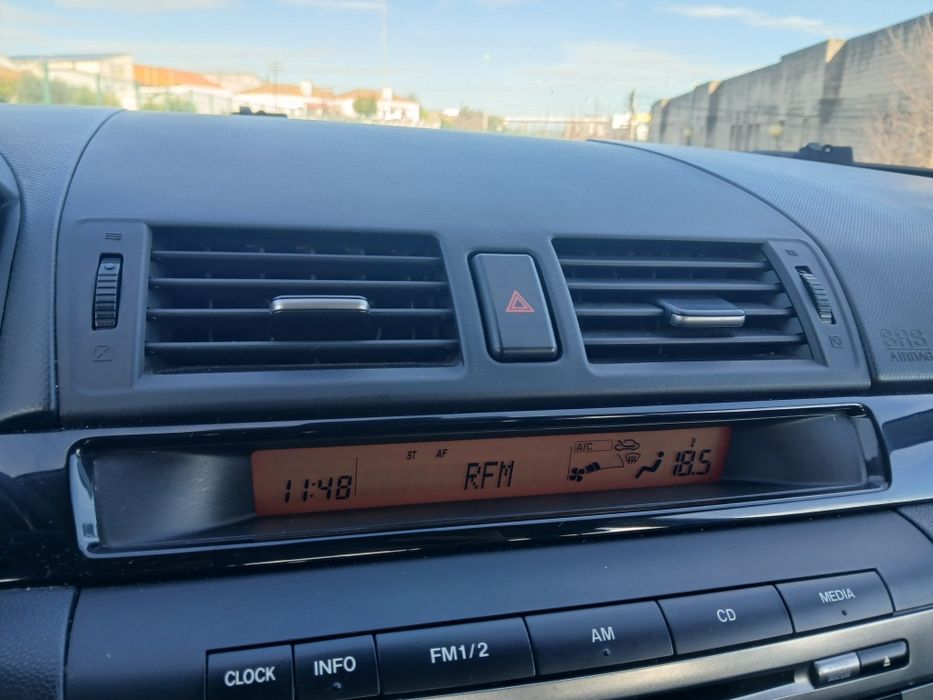 SRS
AIRBAG
ST AF
A/C
11:48
RFM
18.5
CLOCK
INFO
FM1/2
AM
CD
MEDIA